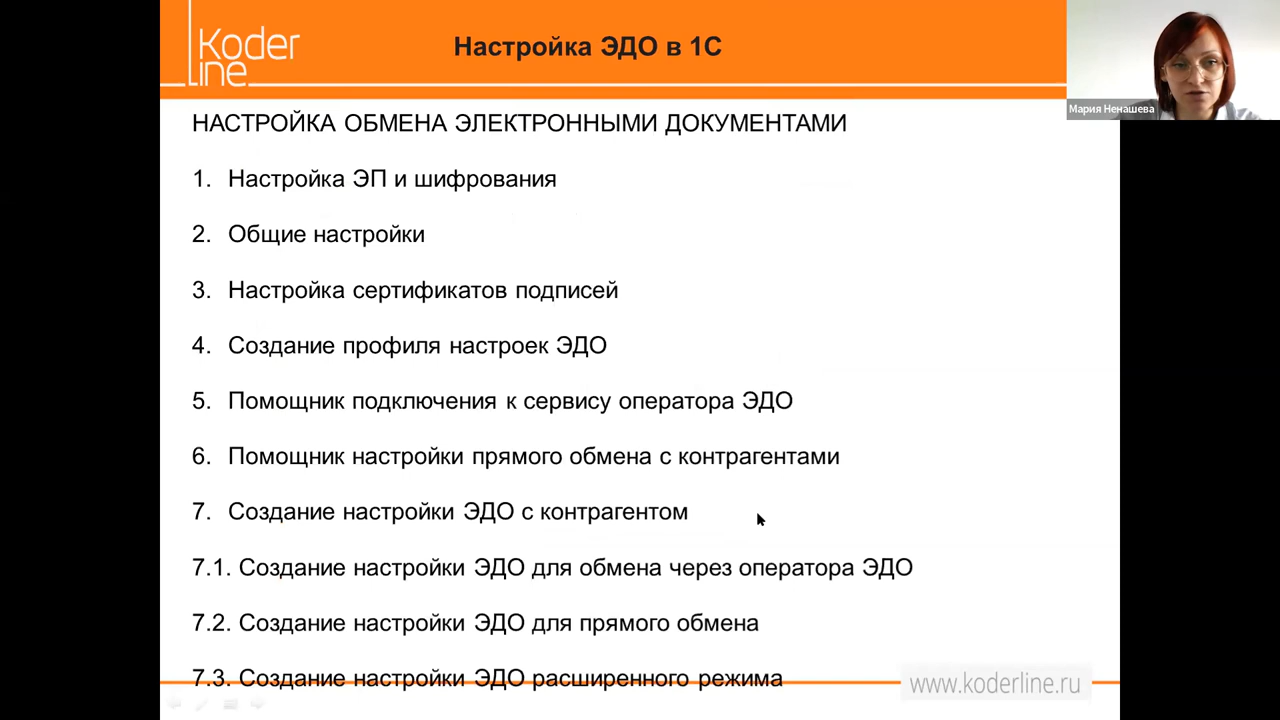 Koder
line
Настройка ЭДО в 1С
Мария Ненашева
НАСТРОЙКА ОБМЕНА ЭЛЕКТРОННЫМИ ДОКУМЕНТАМИ
1. Настройка ЭП и шифрования
2. Общие настройки
3. Настройка сертификатов подписей
4. Создание профиля настроек ЭДО
5. Помощник подключения к сервису оператора ЭДО
6. Помощник настройки прямого обмена с контрагентами
7. Создание настройки ЭДО с контрагентом
7.1. Создание настройки ЭДО для обмена через оператора ЭДО
7.2. Создание настройки ЭДО для прямого обмена
7.3. Создание настройки ЭДО расширенного режима
www.koderline.ru